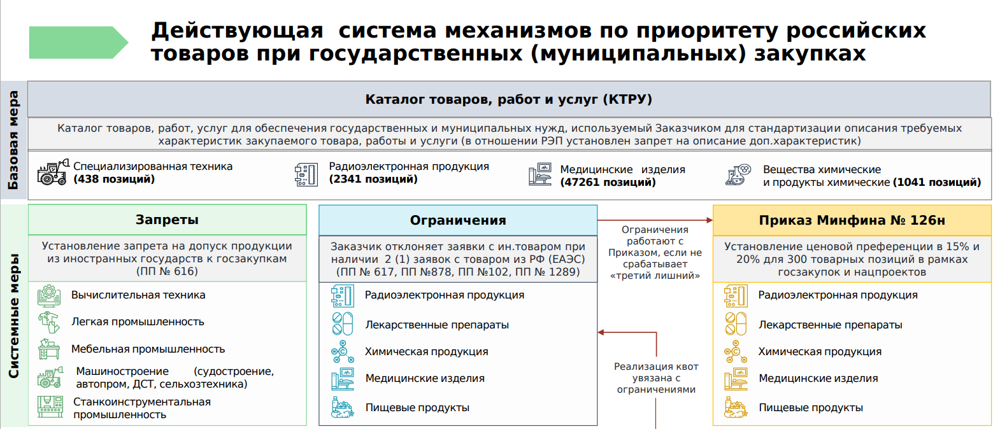 Действующая система механизмов по приоритету российских
товаров при государственных (муниципальных) закупках
Базовая мера
Каталог товаров, работ и услуг (КТРУ)
Каталог товаров, работ, услуг для обеспечения государственных и муниципальных нужд, используемый Заказчиком для стандартизации описания требуемых
характеристик закупаемого товара, работы и услуги (в отношении РЭП установлен запрет на описание доп.характеристик)
Специализированная техника
(438 позиций)
Радиоэлектронная продукция
(2341 позиций)
Медицинские изделия
(47261 позиций)
Вещества химические
и продукты химические (1041 позиций)
Системные меры
Запреты
Установление запрета на допуск продукции
из иностранных государств к госзакупкам
(ПП № 616)
Вычислительная техника
Легкая промышленность
Мебельная промышленность
Машиностроение (судостроение,
автопром, ДСТ, сельхозтехника)
Станкоинструментальная
промышленность
Ограничения
Заказчик отклоняет заявки с ин.товаром при
наличии 2 (1) заявок с товаром из РФ (ЕАЭС)
(ПП № 617, ПП №878, ПП №102, ПП № 1289)
Радиоэлектронная продукция
Лекарственные препараты
Химическая продукция
Медицинские изделия
Пищевые продукты
Ограничения
работают с
Приказом, если не
срабатывает
«третий лишний»
Реализация квот
увязана с
ограничениями
Приказ Минфина № 126н
Установление ценовой преференции в 15% и
20% для 300 товарных позиций в рамках
госзакупок и нацпроектов
Радиоэлектронная продукция
Лекарственные препараты
Химическая продукция
Медицинские изделия
Пищевые продукты